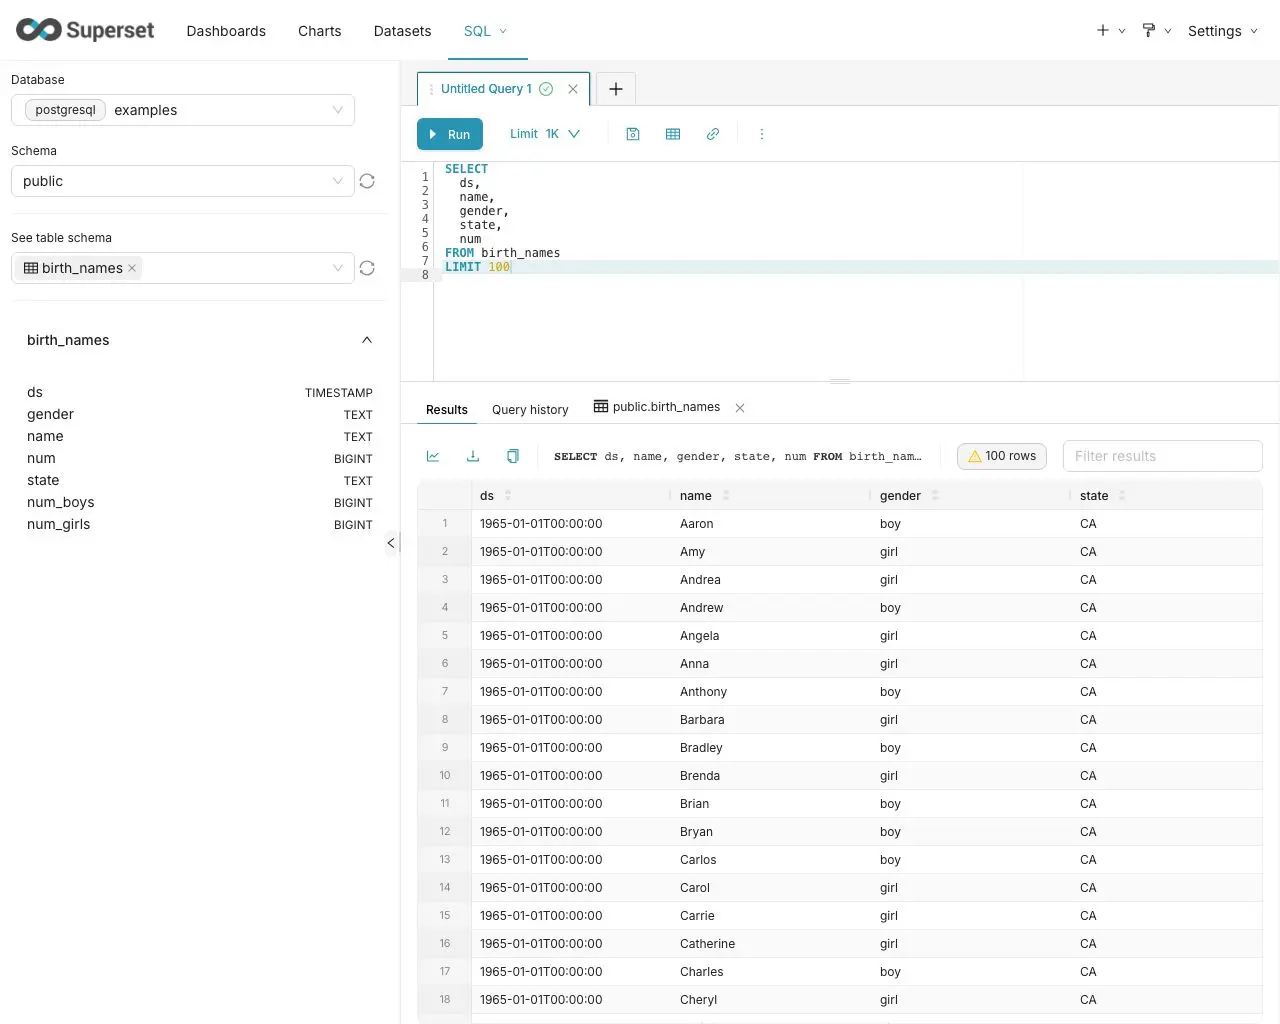 Superset Dashboards Charts Datasets SQL Settings
Database
postgresql examples
Schema
public
See table schema
birth_names
birth_names
ds TIMESTAMP
gender TEXT
name TEXT
num BIGINT
state TEXT
num_boys BIGINT
num_girls BIGINT
Untitled Query 1
Run Limit 1K
1 SELECT
2 ds,
3 name,
4 gender,
5 state,
6 num
7 FROM birth_names
8 LIMIT 100
Results Query history public.birth_names
SELECT ds, name, gender, state, num FROM birth_nam… 100 rows Filter results
ds name gender state
1 1965-01-01T00:00:00 Aaron boy CA
2 1965-01-01T00:00:00 Amy girl CA
3 1965-01-01T00:00:00 Andrea girl CA
4 1965-01-01T00:00:00 Andrew boy CA
5 1965-01-01T00:00:00 Angela girl CA
6 1965-01-01T00:00:00 Anna girl CA
7 1965-01-01T00:00:00 Anthony boy CA
8 1965-01-01T00:00:00 Barbara girl CA
9 1965-01-01T00:00:00 Bradley boy CA
10 1965-01-01T00:00:00 Brenda girl CA
11 1965-01-01T00:00:00 Brian boy CA
12 1965-01-01T00:00:00 Bryan boy CA
13 1965-01-01T00:00:00 Carlos boy CA
14 1965-01-01T00:00:00 Carol girl CA
15 1965-01-01T00:00:00 Carrie girl CA
16 1965-01-01T00:00:00 Catherine girl CA
17 1965-01-01T00:00:00 Charles boy CA
18 1965-01-01T00:00:00 Cheryl girl CA